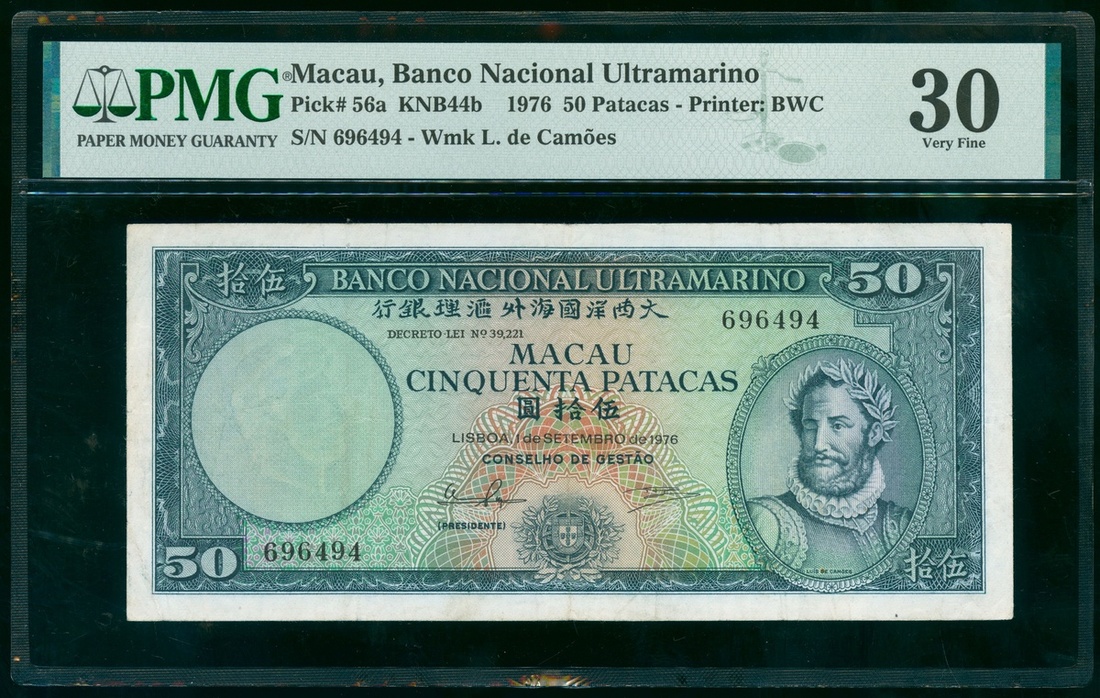 PMG®
PAPER MONEY GUARANTY
Macau, Banco Nacional Ultramarino
Pick# 56a KNB44b 1976 50 Patacas - Printer: BWC
S/N 696494 - Wmk L. de Camões
30
Very Fine
拾伍
BANCO NACIONAL ULTRAMARINO
50
行銀理滙外海國洋西大
DECRETO-LEI Nº 39,221
696494
MACAU
CINQUENTA PATACAS
圓拾伍
LISBOA, 1 de SETEMBRO de 1976
CONSELHO DE GESTÃO
(PRESIDENTE)
696494
50
LUÍS DE CAMÕES
拾伍